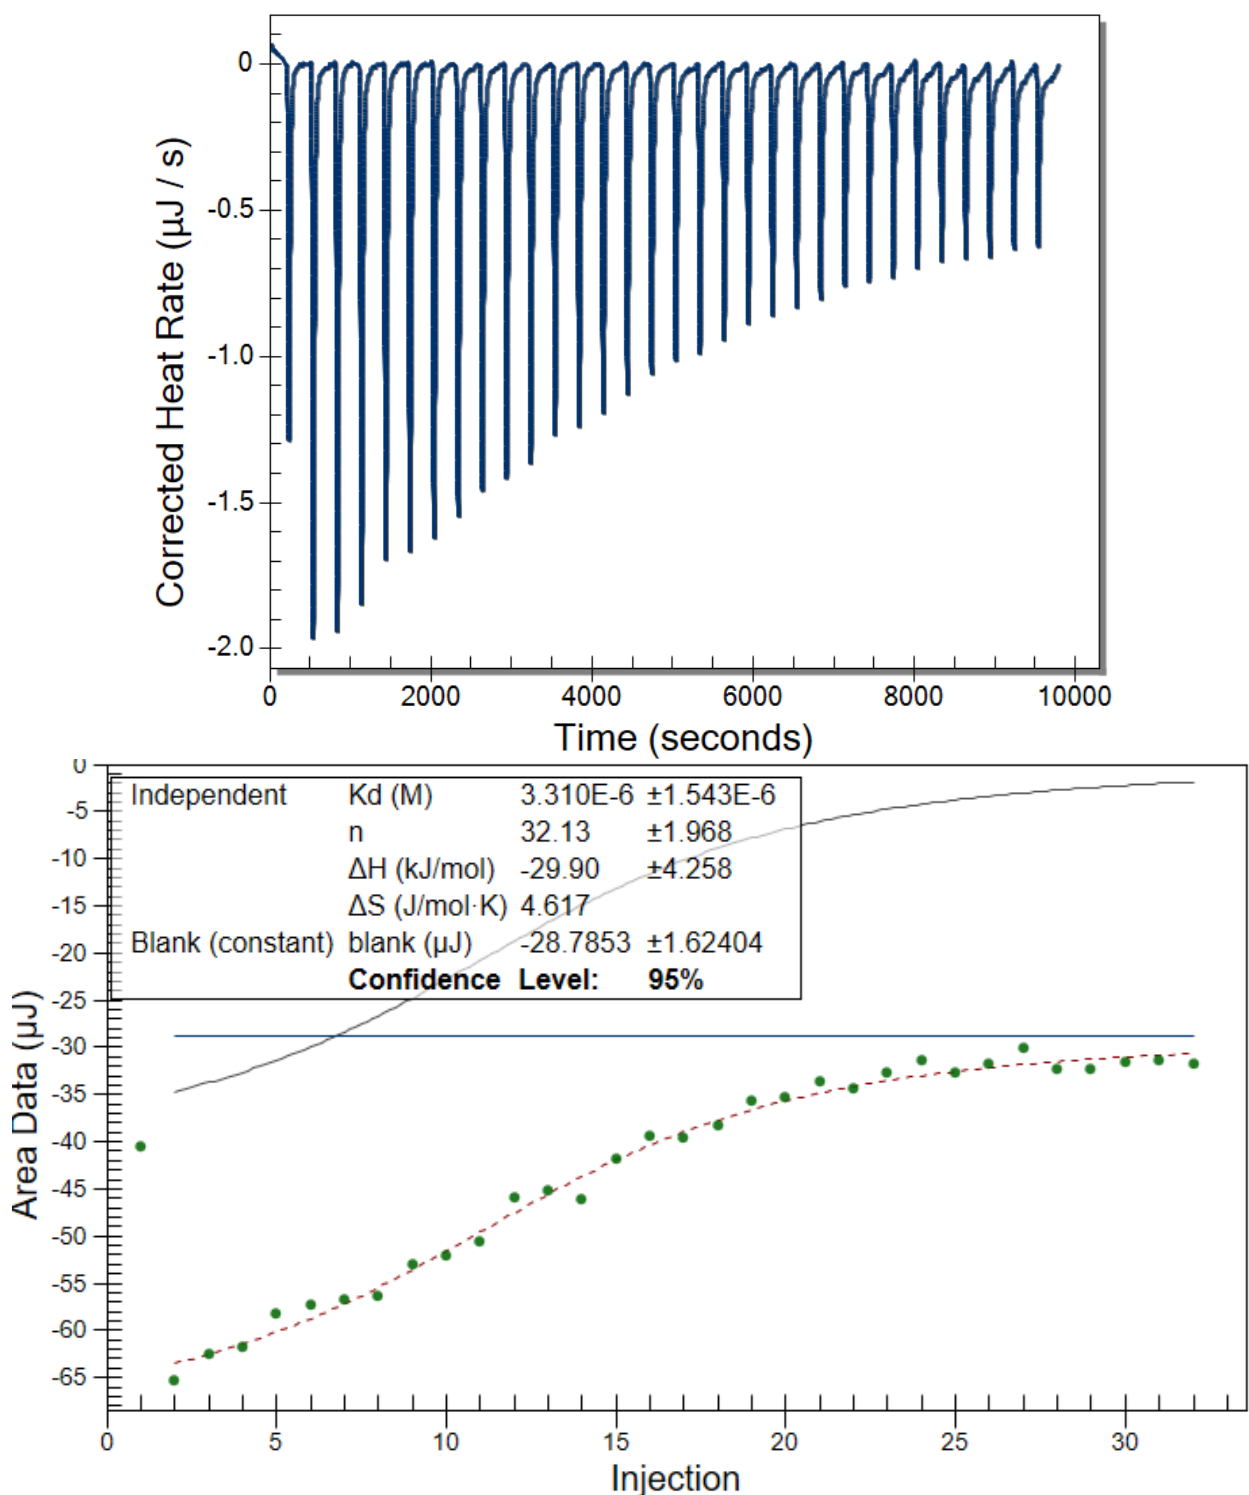 Corrected Heat Rate (µJ / s)
0
-0.5
-1.0
-1.5
-2.0
0 2000 4000 6000 8000 10000
Time (seconds)
Area Data (µJ)
0
-5
-10
-15
-20
-25
-30
-35
-40
-45
-50
-55
-60
-65
Independent Kd (M) 3.310E-6 ±1.543E-6
n 32.13 ±1.968
ΔH (kJ/mol) -29.90 ±4.258
ΔS (J/mol·K) 4.617
Blank (constant) blank (µJ) -28.7853 ±1.62404
Confidence Level: 95%
0 5 10 15 20 25 30
Injection